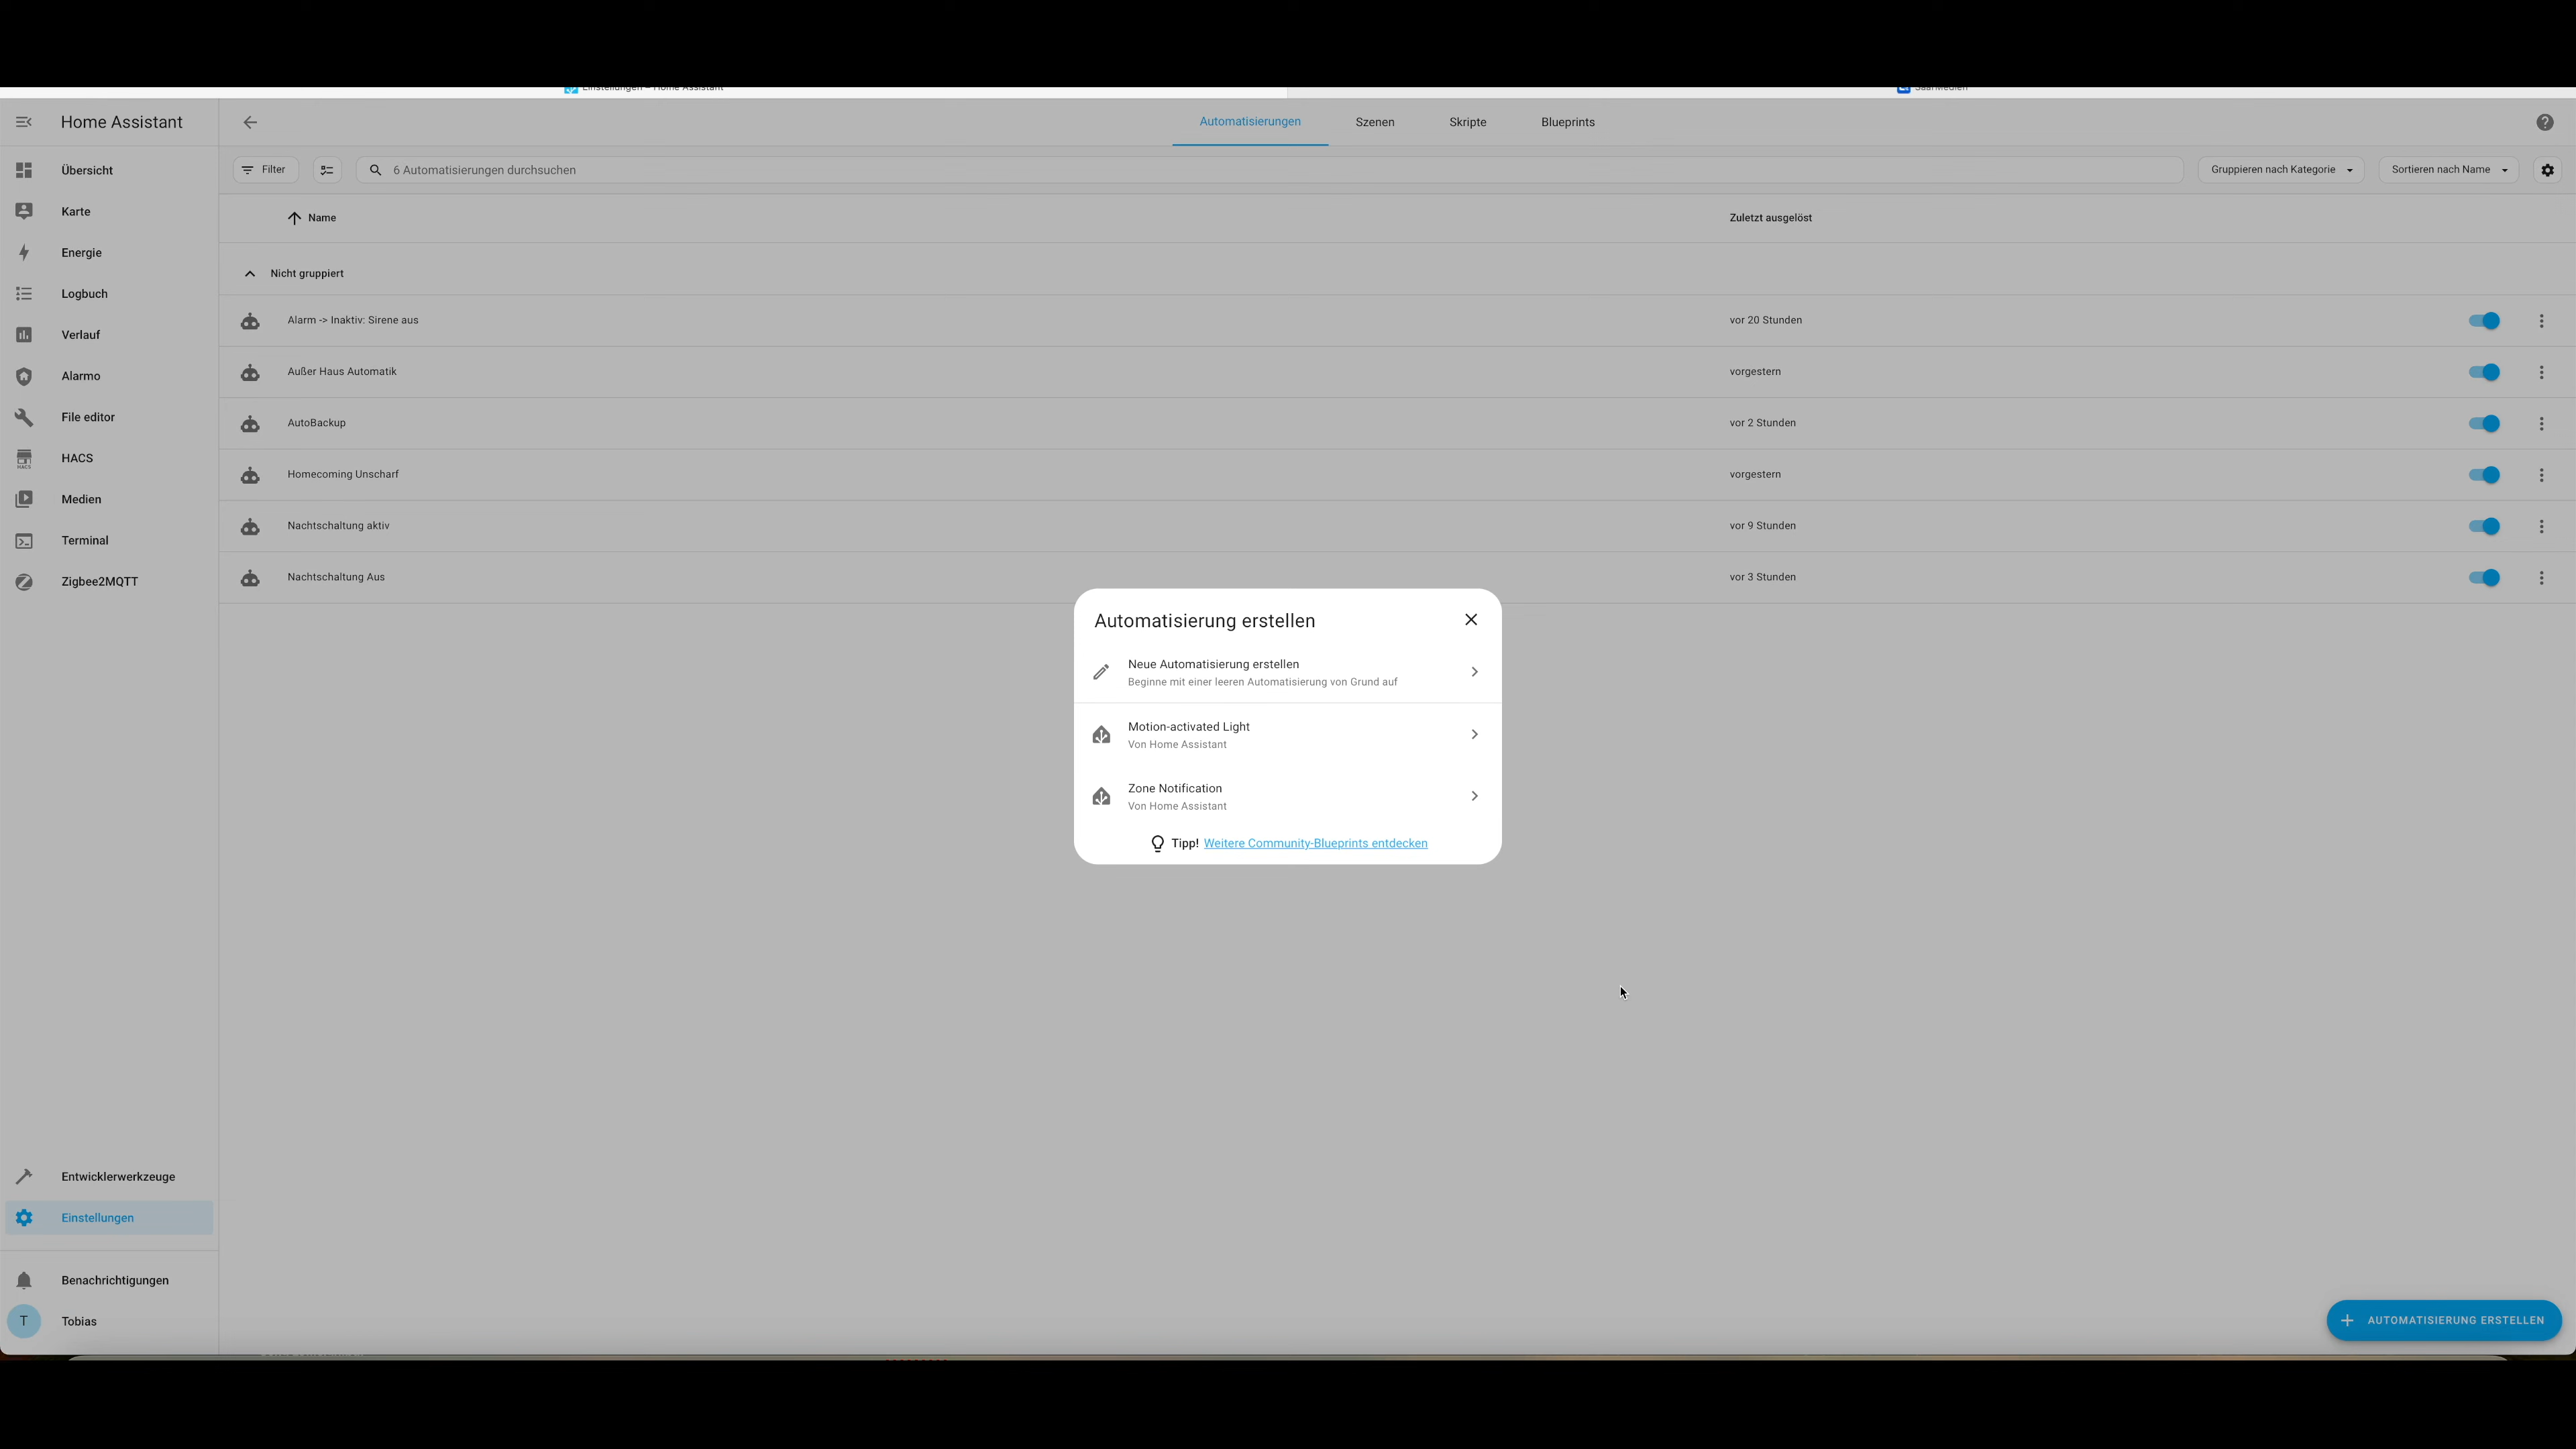 Einstellungen – Home Assistant
SaarMedien
Home Assistant
Automatisierungen
Szenen
Skripte
Blueprints
Übersicht
Karte
Energie
Logbuch
Verlauf
Alarmo
File editor
HACS
HACS
Medien
Terminal
Zigbee2MQTT
Entwicklerwerkzeuge
Einstellungen
Benachrichtigungen
T
Tobias
Filter
6 Automatisierungen durchsuchen
Gruppieren nach Kategorie
Sortieren nach Name
Name
Zuletzt ausgelöst
Nicht gruppiert
Alarm -> Inaktiv: Sirene aus
vor 20 Stunden
Außer Haus Automatik
vorgestern
AutoBackup
vor 2 Stunden
Homecoming Unscharf
vorgestern
Nachtschaltung aktiv
vor 9 Stunden
Nachtschaltung Aus
vor 3 Stunden
Automatisierung erstellen
Neue Automatisierung erstellen
Beginne mit einer leeren Automatisierung von Grund auf
Motion-activated Light
Von Home Assistant
Zone Notification
Von Home Assistant
Tipp! Weitere Community-Blueprints entdecken
AUTOMATISIERUNG ERSTELLEN